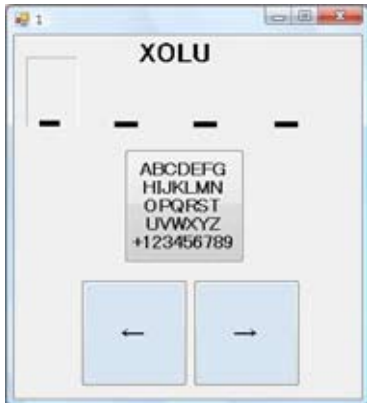 1
XOLU
_ _ _ _
ABCDEFG
HIJKLMN
OPQRST
UVWXYZ
+123456789
← →